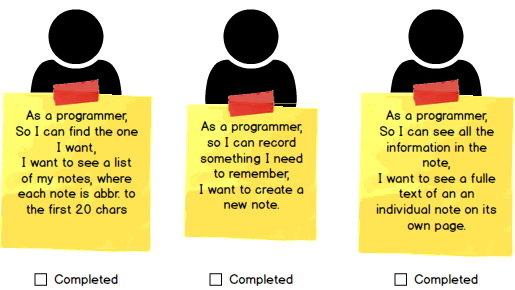 As a programmer,
So I can find the one
I want,
I want to see a list
of my notes, where
each note is abbr. to
the first 20 chars
Completed
As a programmer,
so I can record
something I need
to remember,
I want to create a
new note.
Completed
As a programmer,
So I can see all the
information in the
note,
I want to see a fulle
text of an an
individual note on its
own page.
Completed